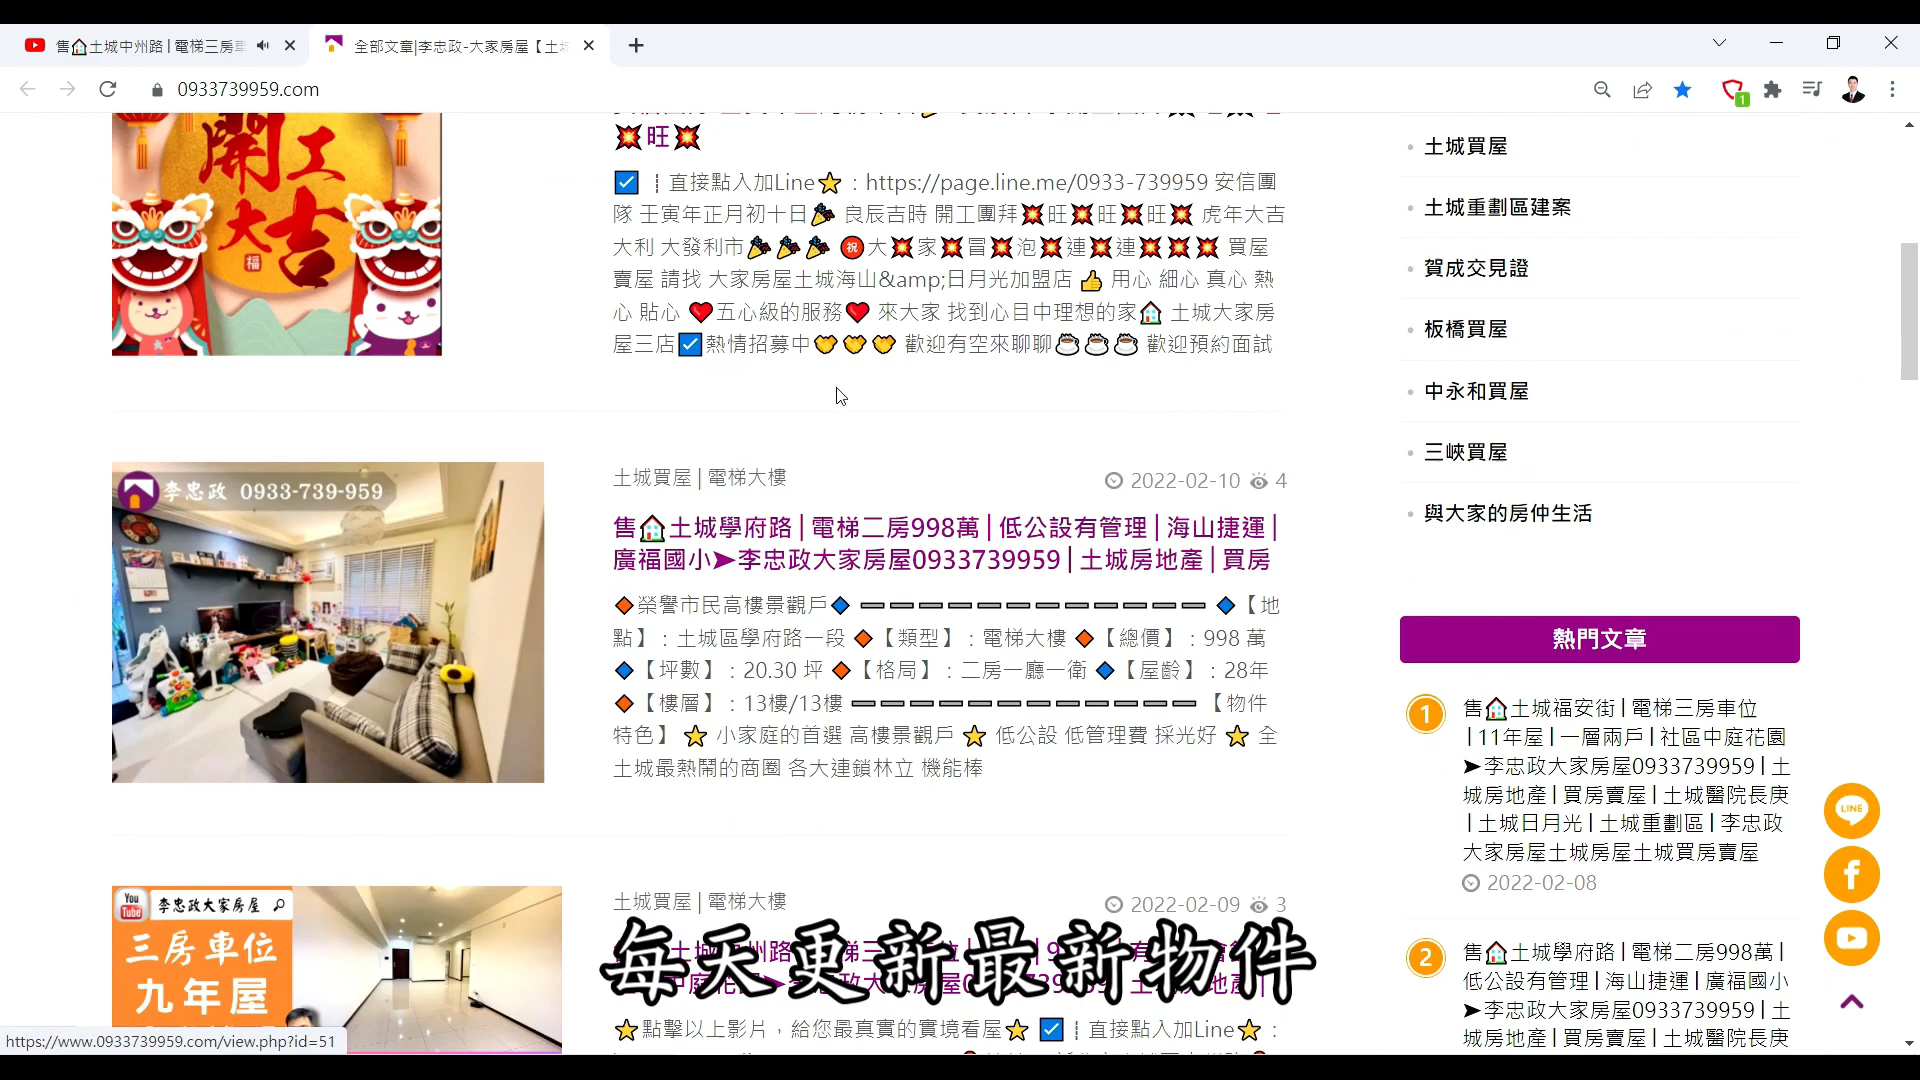 售🏠土城中州路|電梯三房車
全部文章|李忠政-大家房屋【土
0933739959.com
1
開工大吉
福
💥旺💥
☑┆直接點入加Line⭐：https://page.line.me/0933-739959 安信團
隊 壬寅年正月初十日🎉 良辰吉時 開工團拜💥旺💥旺💥旺💥 虎年大吉
大利 大發利市🎉🎉🎉 ㊗大💥家💥冒💥泡💥連💥連💥💥💥 買屋
賣屋 請找 大家房屋土城海山&amp;日月光加盟店 👍 用心 細心 真心 熱
心 貼心 ❤五心級的服務❤ 來大家 找到心目中理想的家🏠 土城大家房
屋三店☑熱情招募中🤝🤝🤝 歡迎有空來聊聊☕☕☕ 歡迎預約面試
李忠政 0933-739-959
土城買屋|電梯大樓
2022-02-10 4
售🏠土城學府路|電梯二房998萬|低公設有管理|海山捷運|
廣福國小➤李忠政大家房屋0933739959|土城房地產|買房
🔶榮譽市民高樓景觀戶🔷 ➖➖➖➖➖➖➖➖➖➖➖➖ 🔷【地
點】：土城區學府路一段 🔶【類型】：電梯大樓 🔶【總價】：998 萬
🔷【坪數】：20.30 坪 🔶【格局】：二房一廳一衛 🔷【屋齡】：28年
🔶【樓層】：13樓/13樓 ➖➖➖➖➖➖➖➖➖➖➖➖ 【物件
特色】 ⭐ 小家庭的首選 高樓景觀戶 ⭐ 低公設 低管理費 採光好 ⭐ 全
土城最熱鬧的商圈 各大連鎖林立 機能棒
You Tube 李忠政大家房屋
三房車位
九年屋
土城買屋|電梯大樓
2022-02-09 3
每天更新最新物件
⭐點擊以上影片，給您最真實的實境看屋⭐ ☑┆直接點入加Line⭐：
https://www.0933739959.com/view.php?id=51
土城買屋
土城重劃區建案
賀成交見證
板橋買屋
中永和買屋
三峽買屋
與大家的房仲生活
熱門文章
1
售🏠土城福安街|電梯三房車位
|11年屋|一層兩戶|社區中庭花園
➤李忠政大家房屋0933739959|土
城房地產|買房賣屋|土城醫院長庚
|土城日月光|土城重劃區|李忠政
大家房屋土城房屋土城買房賣屋
2022-02-08
2
售🏠土城學府路|電梯二房998萬|
低公設有管理|海山捷運|廣福國小
➤李忠政大家房屋0933739959|土
城房地產|買房賣屋|土城醫院長庚
LINE